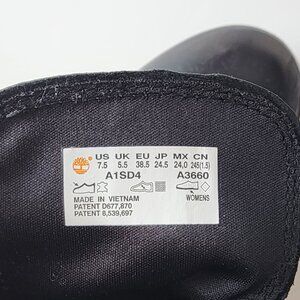 US UK EU JP MX CN
7.5 5.5 38.5 24.5 24.0 245(1.5)
A1SD4 A3660
MADE IN VIETNAM WOMENS
PATENT D677,870
PATENT 8,539,697